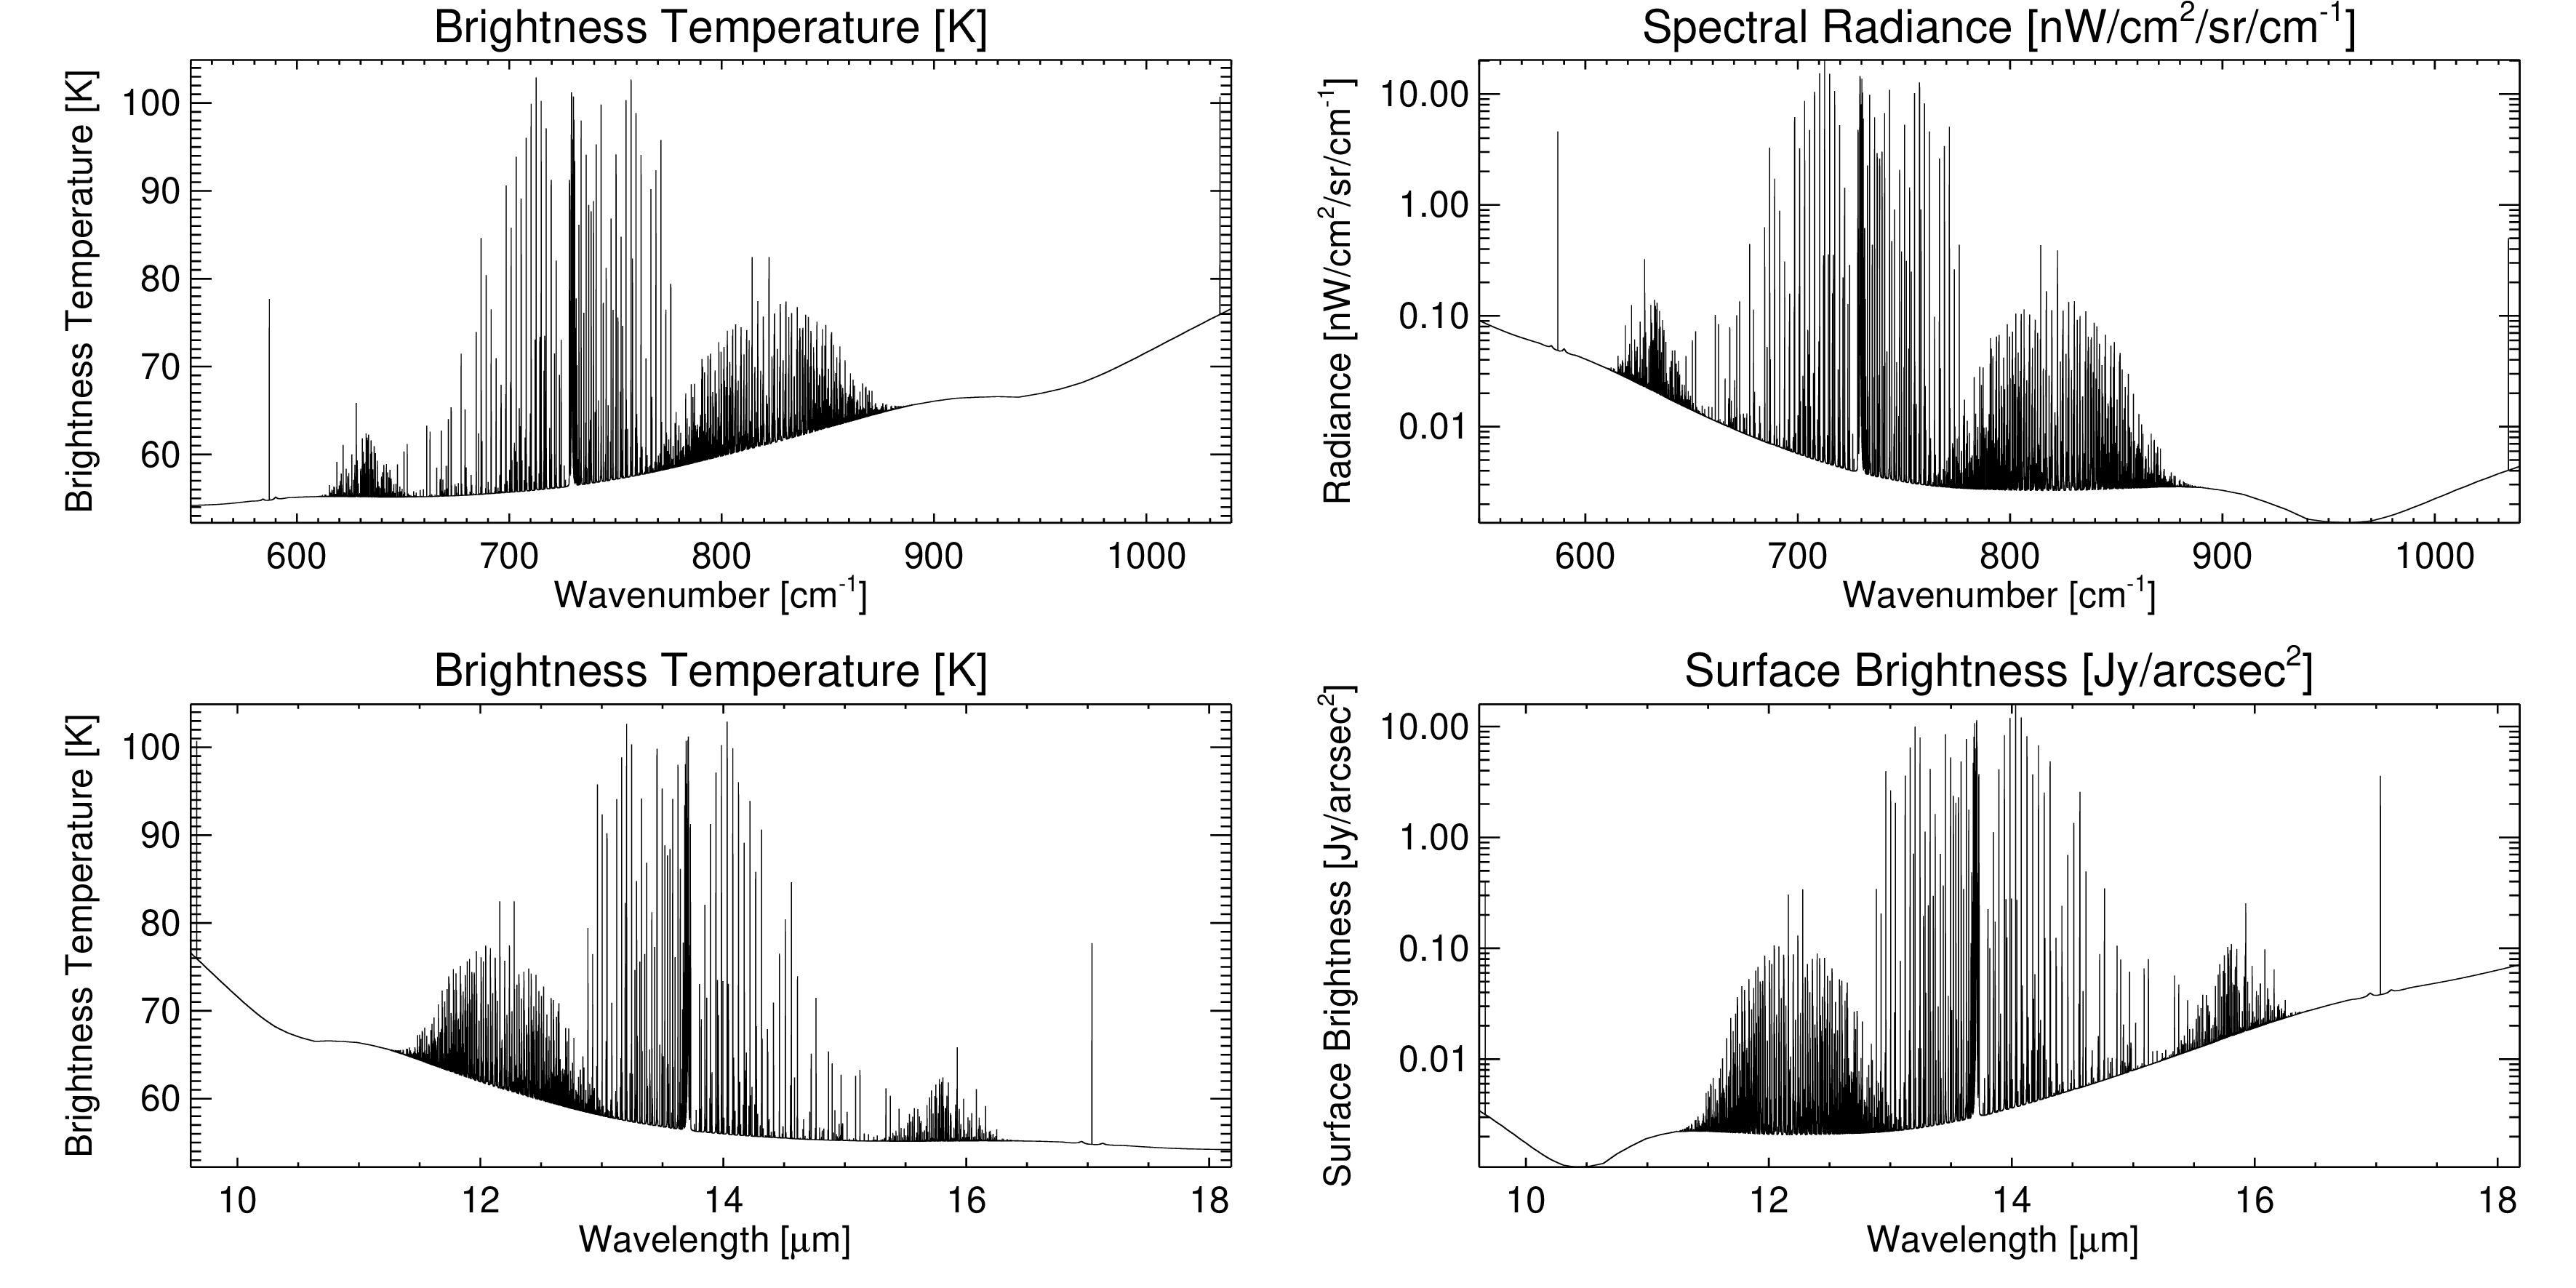 Brightness Temperature [K]
Brightness Temperature [K]
100
90
80
70
60
600 700 800 900 1000
Wavenumber [cm⁻¹]
Spectral Radiance [nW/cm²/sr/cm⁻¹]
Radiance [nW/cm²/sr/cm⁻¹]
10.00
1.00
0.10
0.01
600 700 800 900 1000
Wavenumber [cm⁻¹]
Brightness Temperature [K]
Brightness Temperature [K]
100
90
80
70
60
10 12 14 16 18
Wavelength [μm]
Surface Brightness [Jy/arcsec²]
Surface Brightness [Jy/arcsec²]
10.00
1.00
0.10
0.01
10 12 14 16 18
Wavelength [μm]